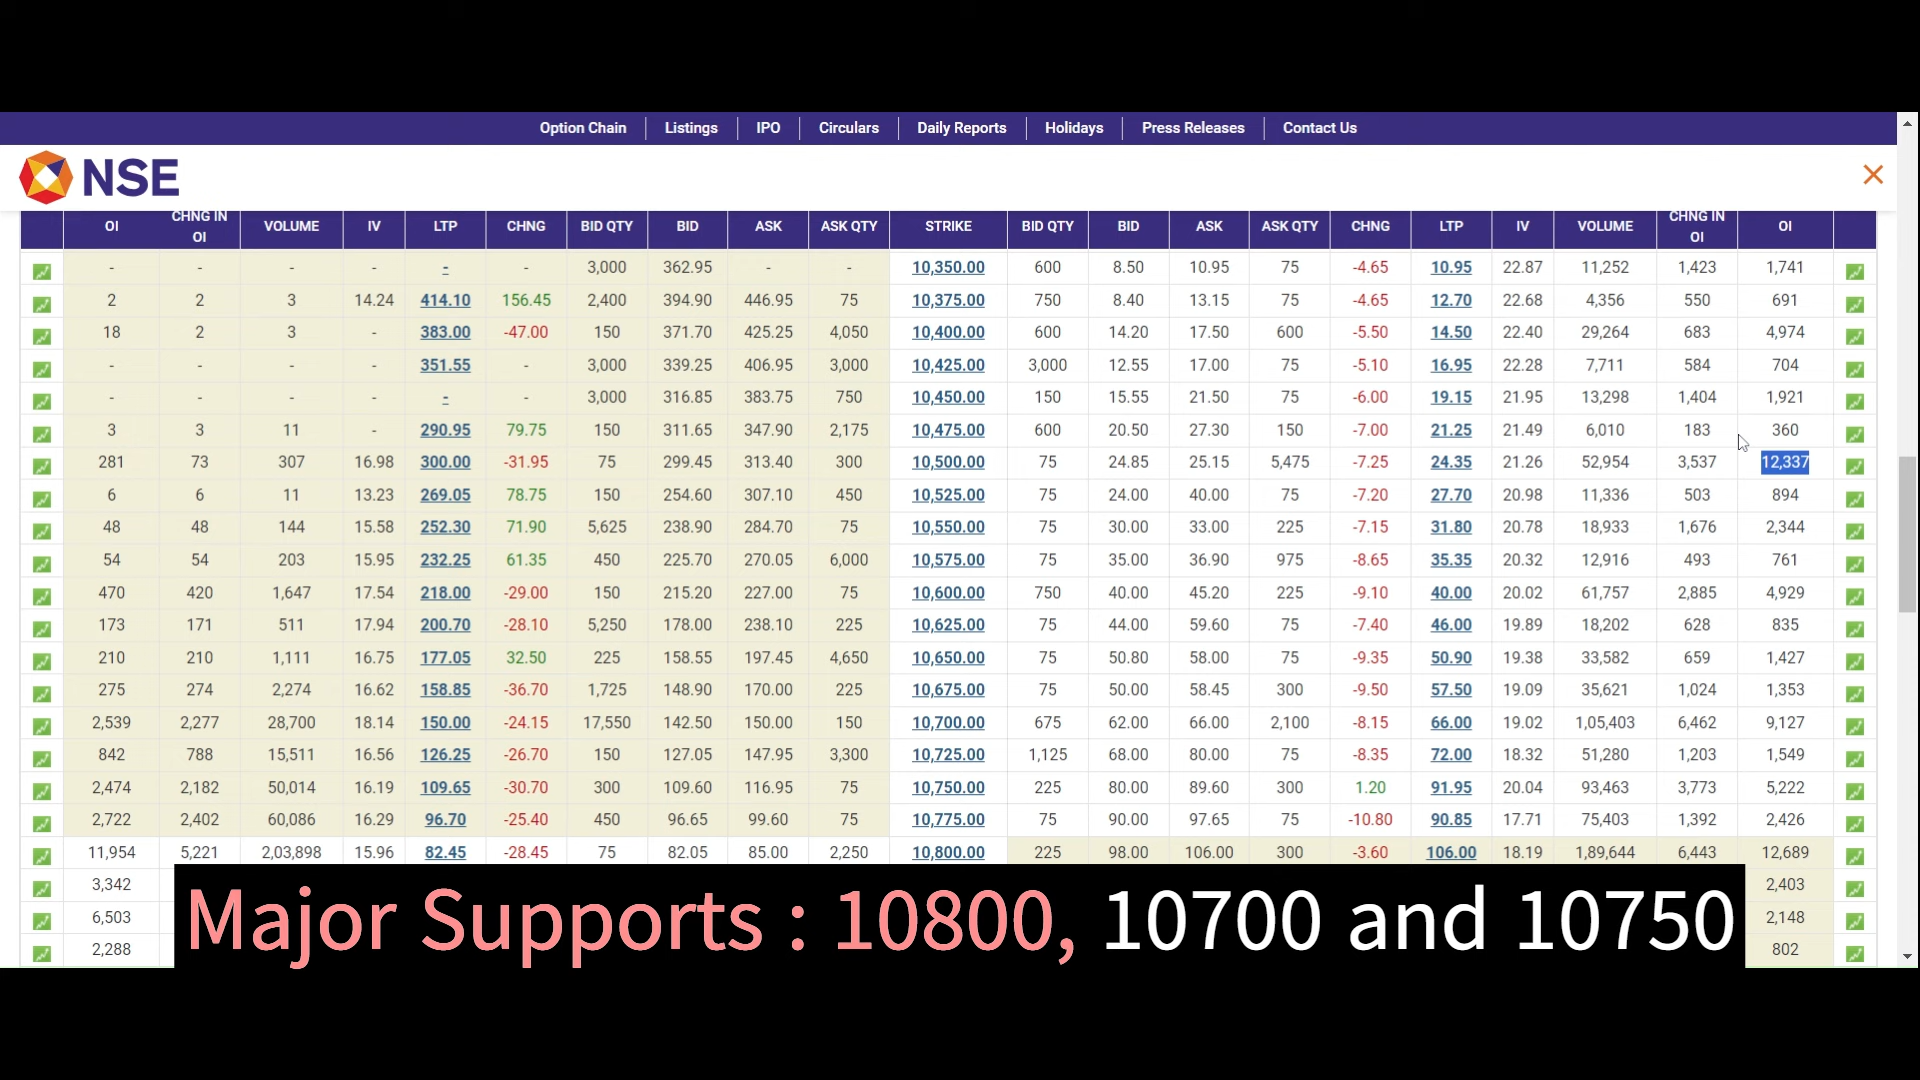 Option Chain Listings IPO Circulars Daily Reports Holidays Press Releases Contact Us
NSE
OI CHNG IN OI VOLUME IV LTP CHNG BID QTY BID ASK ASK QTY STRIKE BID QTY BID ASK ASK QTY CHNG LTP IV VOLUME CHNG IN OI OI
- - - - - - 3,000 362.95 - - 10,350.00 600 8.50 10.95 75 -4.65 10.95 22.87 11,252 1,423 1,741
2 2 3 14.24 414.10 156.45 2,400 394.90 446.95 75 10,375.00 750 8.40 13.15 75 -4.65 12.70 22.68 4,356 550 691
18 2 3 - 383.00 -47.00 150 371.70 425.25 4,050 10,400.00 600 14.20 17.50 600 -5.50 14.50 22.40 29,264 683 4,974
- - - - 351.55 - 3,000 339.25 406.95 3,000 10,425.00 3,000 12.55 17.00 75 -5.10 16.95 22.28 7,711 584 704
- - - - - - 3,000 316.85 383.75 750 10,450.00 150 15.55 21.50 75 -6.00 19.15 21.95 13,298 1,404 1,921
3 3 11 - 290.95 79.75 150 311.65 347.90 2,175 10,475.00 600 20.50 27.30 150 -7.00 21.25 21.49 6,010 183 360
281 73 307 16.98 300.00 -31.95 75 299.45 313.40 300 10,500.00 75 24.85 25.15 5,475 -7.25 24.35 21.26 52,954 3,537 12,337
6 6 11 13.23 269.05 78.75 150 254.60 307.10 450 10,525.00 75 24.00 40.00 75 -7.20 27.70 20.98 11,336 503 894
48 48 144 15.58 252.30 71.90 5,625 238.90 284.70 75 10,550.00 75 30.00 33.00 225 -7.15 31.80 20.78 18,933 1,676 2,344
54 54 203 15.95 232.25 61.35 450 225.70 270.05 6,000 10,575.00 75 35.00 36.90 975 -8.65 35.35 20.32 12,916 493 761
470 420 1,647 17.54 218.00 -29.00 150 215.20 227.00 75 10,600.00 750 40.00 45.20 225 -9.10 40.00 20.02 61,757 2,885 4,929
173 171 511 17.94 200.70 -28.10 5,250 178.00 238.10 225 10,625.00 75 44.00 59.60 75 -7.40 46.00 19.89 18,202 628 835
210 210 1,111 16.75 177.05 32.50 225 158.55 197.45 4,650 10,650.00 75 50.80 58.00 75 -9.35 50.90 19.38 33,582 659 1,427
275 274 2,274 16.62 158.85 -36.70 1,725 148.90 170.00 225 10,675.00 75 50.00 58.45 300 -9.50 57.50 19.09 35,621 1,024 1,353
2,539 2,277 28,700 18.14 150.00 -24.15 17,550 142.50 150.00 150 10,700.00 675 62.00 66.00 2,100 -8.15 66.00 19.02 1,05,403 6,462 9,127
842 788 15,511 16.56 126.25 -26.70 150 127.05 147.95 3,300 10,725.00 1,125 68.00 80.00 75 -8.35 72.00 18.32 51,280 1,203 1,549
2,474 2,182 50,014 16.19 109.65 -30.70 300 109.60 116.95 75 10,750.00 225 80.00 89.60 300 1.20 91.95 20.04 93,463 3,773 5,222
2,722 2,402 60,086 16.29 96.70 -25.40 450 96.65 99.60 75 10,775.00 75 90.00 97.65 75 -10.80 90.85 17.71 75,403 1,392 2,426
11,954 5,221 2,03,898 15.96 82.45 -28.45 75 82.05 85.00 2,250 10,800.00 225 98.00 106.00 300 -3.60 106.00 18.19 1,89,644 6,443 12,689
3,342 2,403
6,503 2,148
2,288 802
Major Supports : 10800, 10700 and 10750